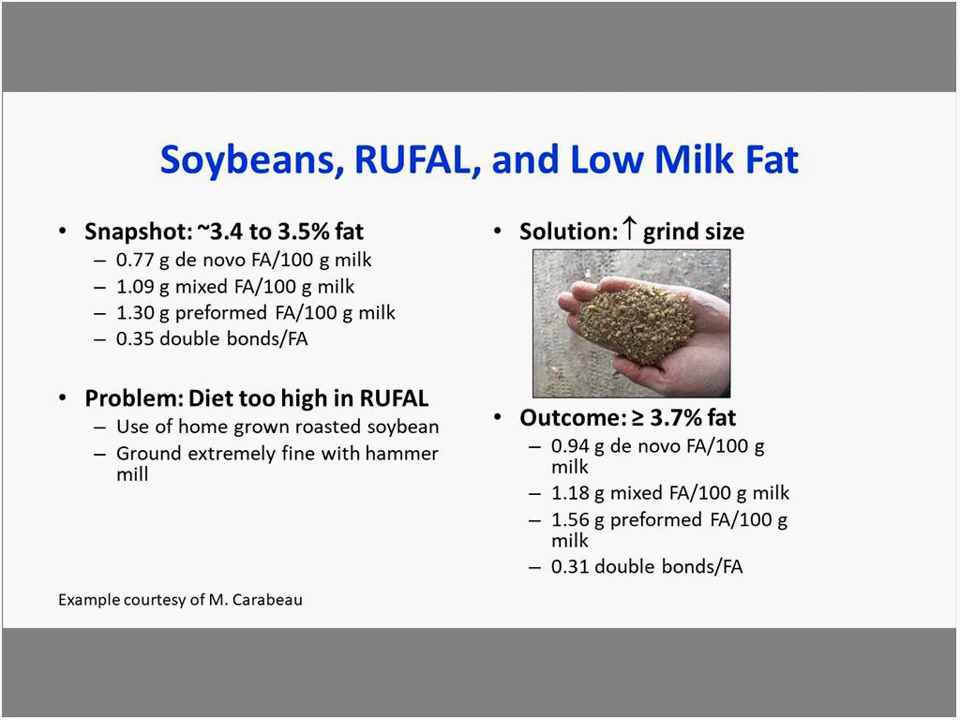 Soybeans, RUFAL, and Low Milk Fat
• Snapshot: ~3.4 to 3.5% fat
– 0.77 g de novo FA/100 g milk
– 1.09 g mixed FA/100 g milk
– 1.30 g preformed FA/100 g milk
– 0.35 double bonds/FA
• Problem: Diet too high in RUFAL
– Use of home grown roasted soybean
– Ground extremely fine with hammer
mill
• Solution: ↑ grind size
• Outcome: ≥ 3.7% fat
– 0.94 g de novo FA/100 g
milk
– 1.18 g mixed FA/100 g milk
– 1.56 g preformed FA/100 g
milk
– 0.31 double bonds/FA
Example courtesy of M. Carabeau